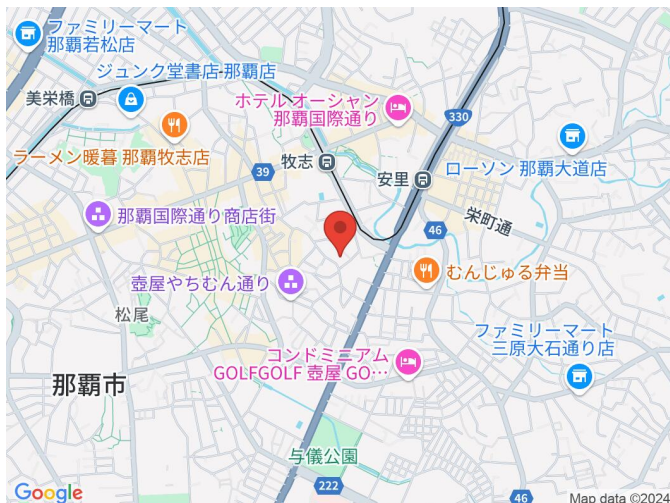 ファミリーマート
那覇若松店
ジュンク堂書店 那覇店
美栄橋
ホテル オーシャン
那覇国際通り
330
ラーメン暖暮 那覇牧志店
牧志
ローソン 那覇大道店
39
安里
栄町通
那覇国際通り商店街
46
むんじゅる弁当
壺屋やちむん通り
松尾
ファミリーマート
三原大石通り店
コンドミニアム
GOLFGOLF 壺屋 GO…
46
那覇市
与儀公園
222
Google
Map data ©2024